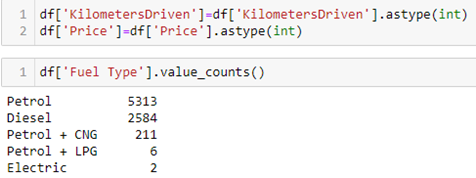 1 df['KilometersDriven']=df['KilometersDriven'].astype(int)
2 df['Price']=df['Price'].astype(int)
1 df['Fuel Type'].value_counts()
Petrol 5313
Diesel 2584
Petrol + CNG 211
Petrol + LPG 6
Electric 2